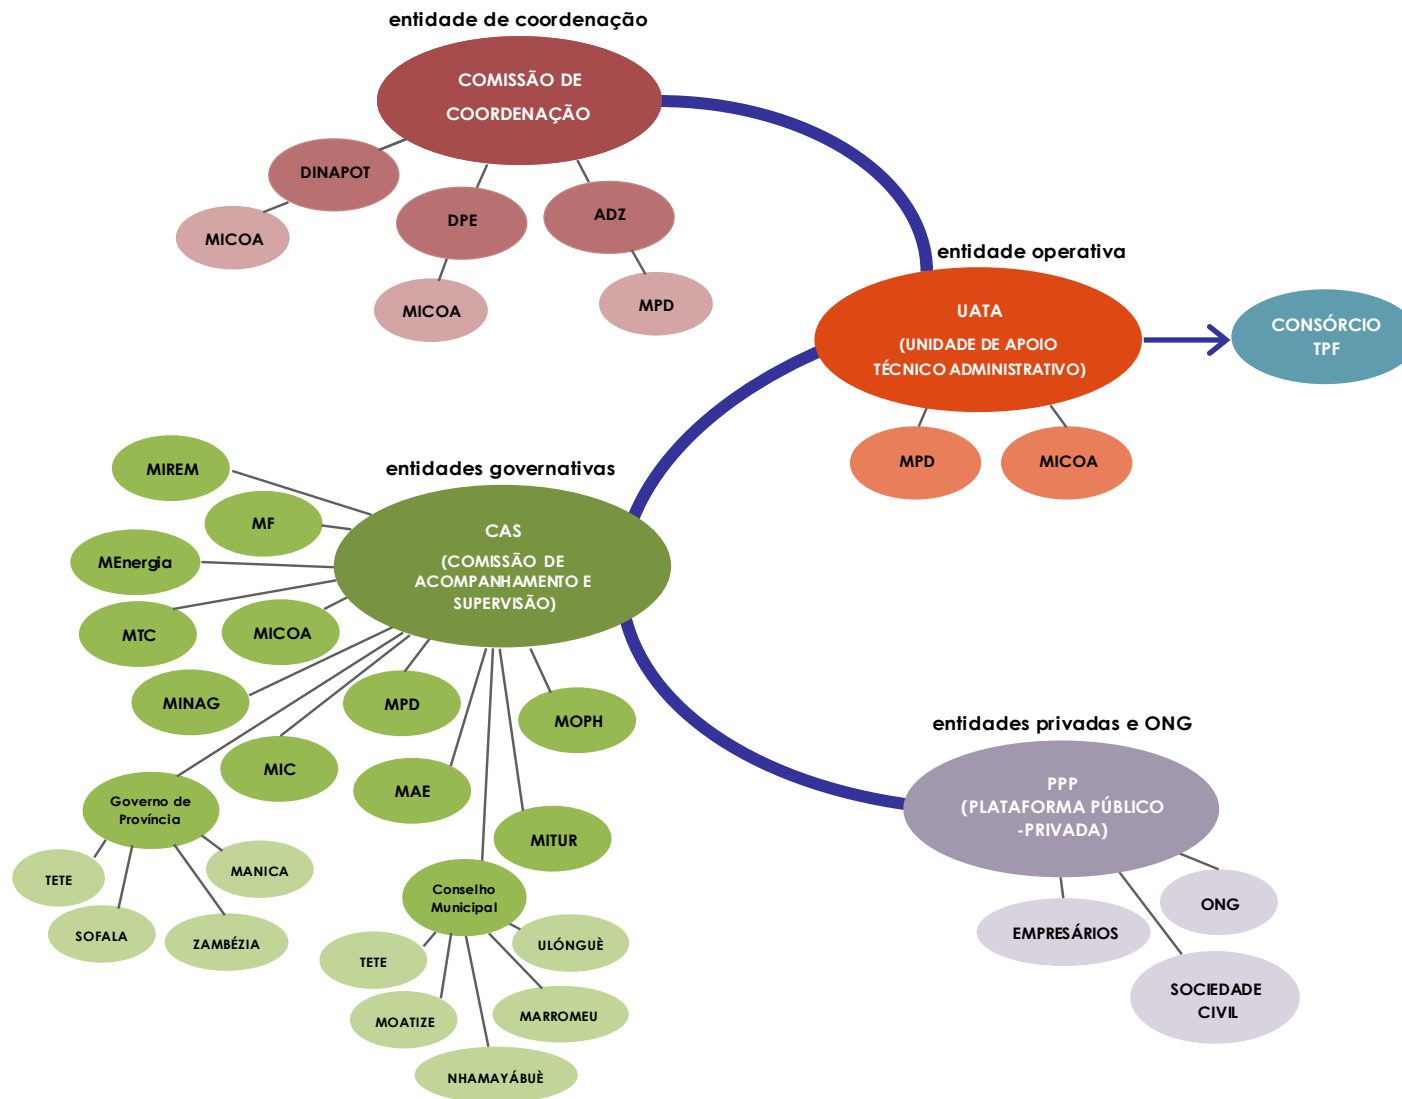 entidade de coordenação
COMISSÃO DE
COORDENAÇÃO
DINAPOT
MICOA
DPE
MICOA
ADZ
MPD
entidade operativa
UATA
(UNIDADE DE APOIO
TÉCNICO ADMINISTRATIVO)
CONSÓRCIO
TPF
MPD
MICOA
entidades governativas
CAS
(COMISSÃO DE
ACOMPANHAMENTO E
SUPERVISÃO)
MIREM
MF
MEnergia
MTC
MICOA
MINAG
MPD
MOPH
MIC
MAE
MITUR
Governo de
Província
TETE
SOFALA
ZAMBÉZIA
MANICA
Conselho
Municipal
TETE
MOATIZE
NHAMAYÁBUÈ
MARROMEU
ULÓNGUÈ
entidades privadas e ONG
PPP
(PLATAFORMA PÚBLICO
-PRIVADA)
EMPRESÁRIOS
ONG
SOCIEDADE
CIVIL